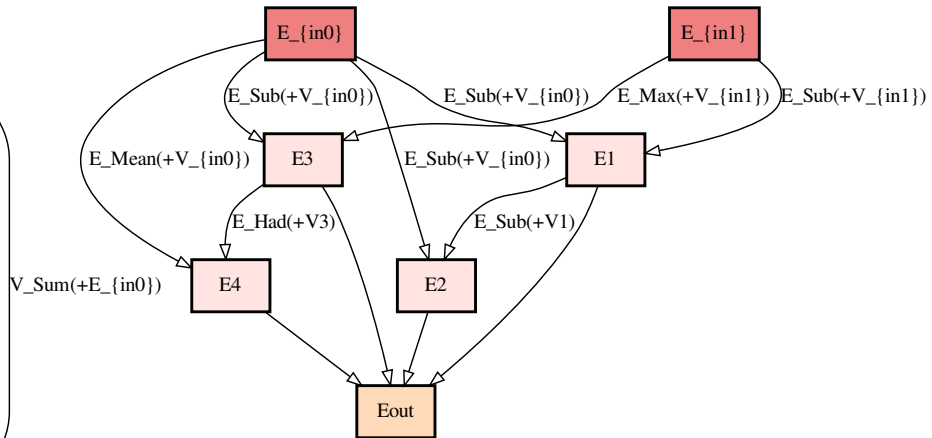 E_{in0}
E_{in1}
E_Sub(+V_{in0})
E_Sub(+V_{in0})
E_Max(+V_{in1})
E_Sub(+V_{in1})
E3
E1
E_Mean(+V_{in0})
E_Sub(+V_{in0})
E_Had(+V3)
E_Sub(+V1)
V_Sum(+E_{in0})
E4
E2
Eout